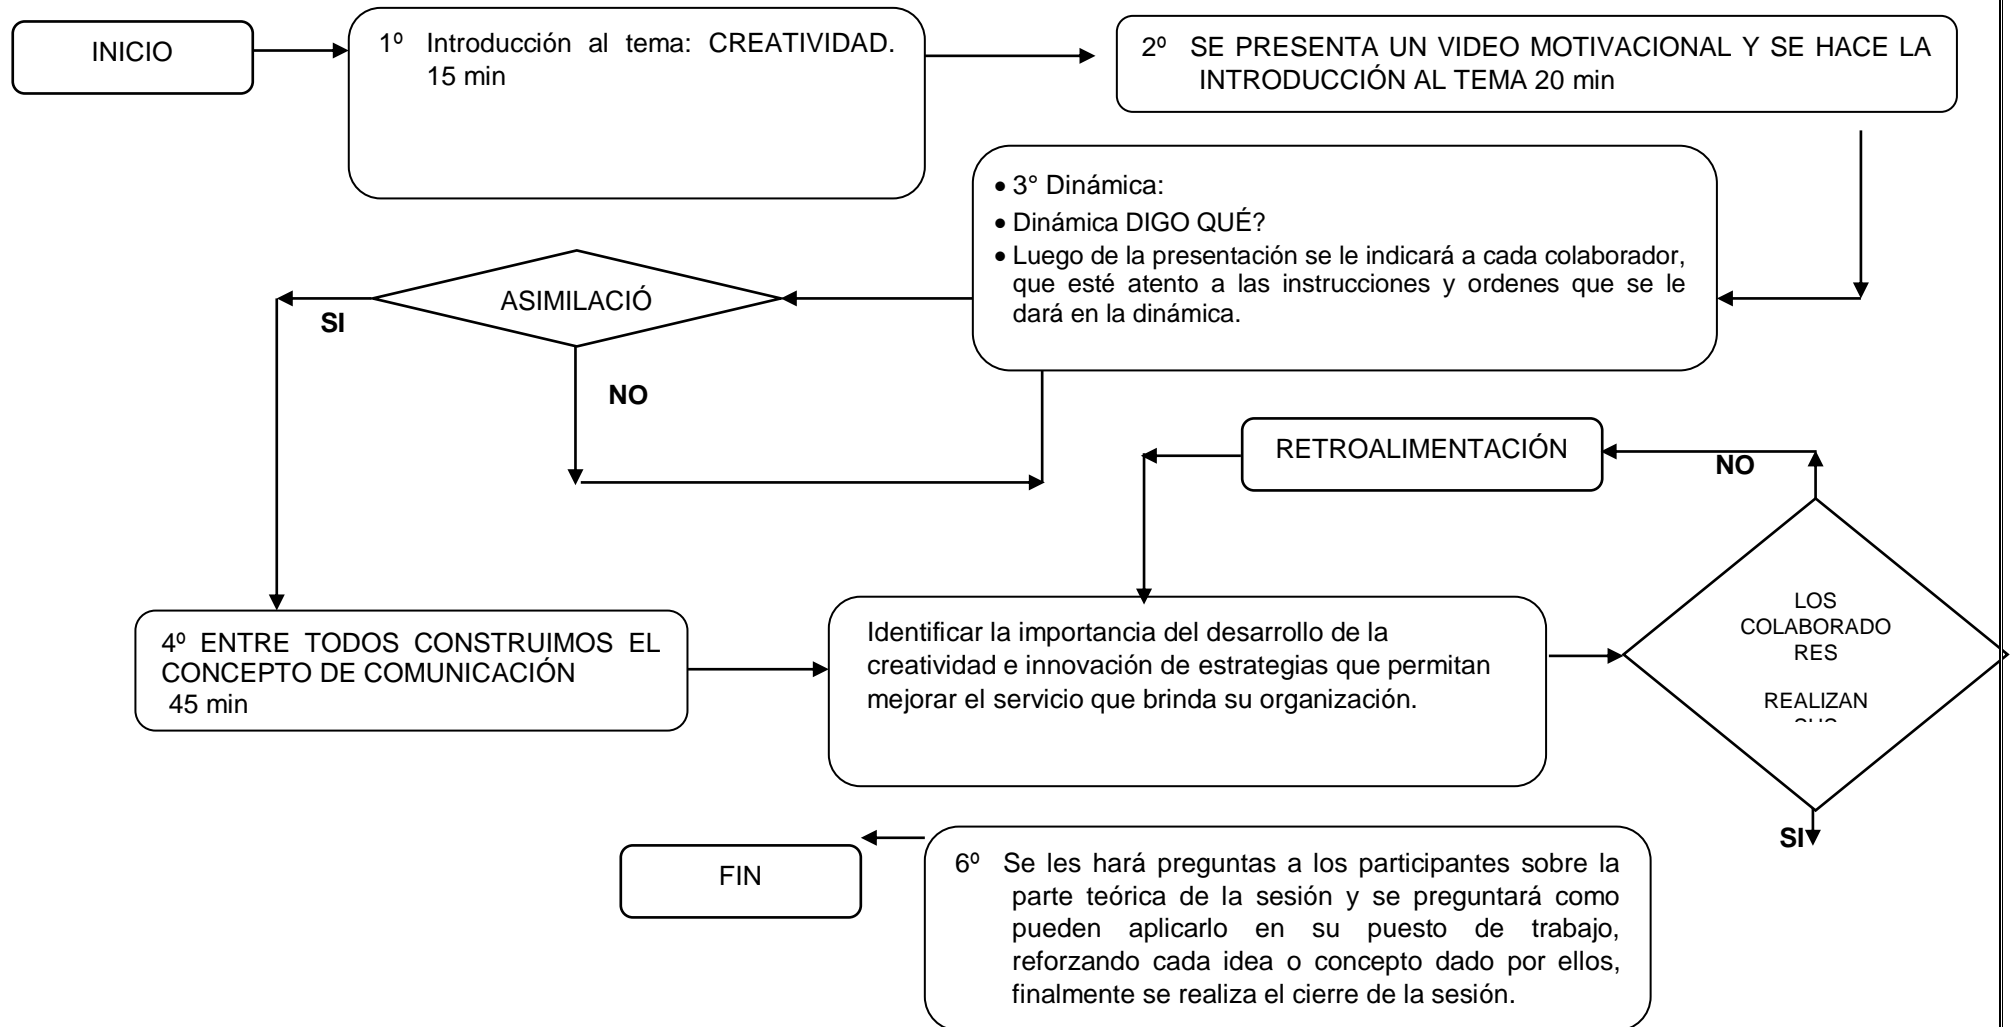 INICIO
1º Introducción al tema: CREATIVIDAD.
15 min
2º SE PRESENTA UN VIDEO MOTIVACIONAL Y SE HACE LA
INTRODUCCIÓN AL TEMA 20 min
• 3° Dinámica:
• Dinámica DIGO QUÉ?
• Luego de la presentación se le indicará a cada colaborador,
que esté atento a las instrucciones y ordenes que se le
dará en la dinámica.
ASIMILACIÓ
SI
NO
RETROALIMENTACIÓN
NO
4º ENTRE TODOS CONSTRUIMOS EL
CONCEPTO DE COMUNICACIÓN
45 min
Identificar la importancia del desarrollo de la
creatividad e innovación de estrategias que permitan
mejorar el servicio que brinda su organización.
LOS
COLABORADO
RES
REALIZAN
SI
FIN
6º Se les hará preguntas a los participantes sobre la
parte teórica de la sesión y se preguntará como
pueden aplicarlo en su puesto de trabajo,
reforzando cada idea o concepto dado por ellos,
finalmente se realiza el cierre de la sesión.